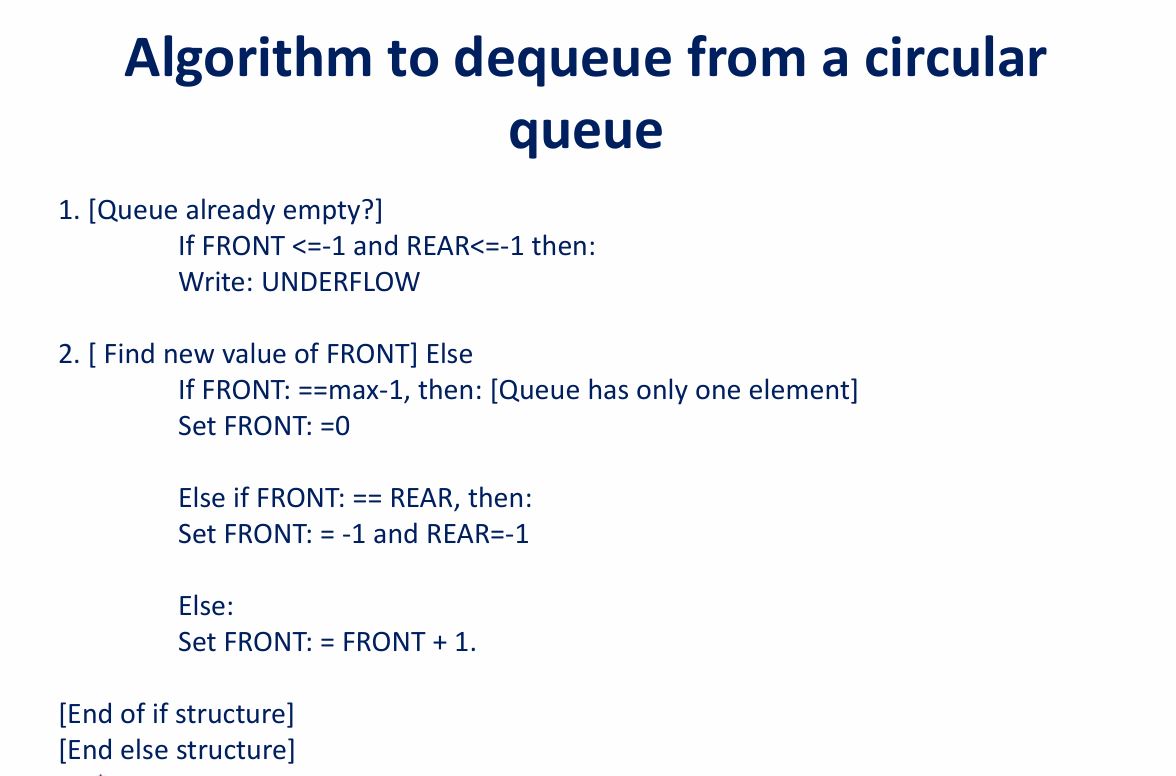 Algorithm to dequeue from a circular
queue
1. [Queue already empty?]
If FRONT <=-1 and REAR<=-1 then:
Write: UNDERFLOW
2. [ Find new value of FRONT] Else
If FRONT: ==max-1, then: [Queue has only one element]
Set FRONT: =0
Else if FRONT: == REAR, then:
Set FRONT: = -1 and REAR=-1
Else:
Set FRONT: = FRONT + 1.
[End of if structure]
[End else structure]